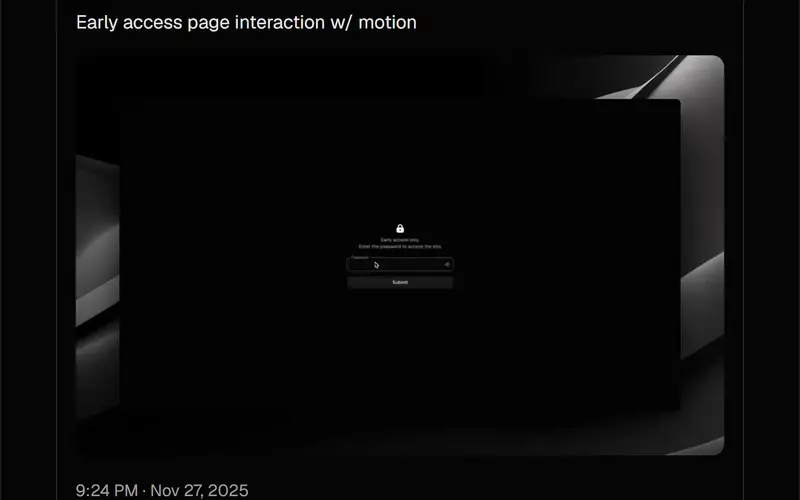 Early access page interaction w/ motion
Early access only.
Enter the password to access the site.
Password
Submit
9:24 PM · Nov 27, 2025